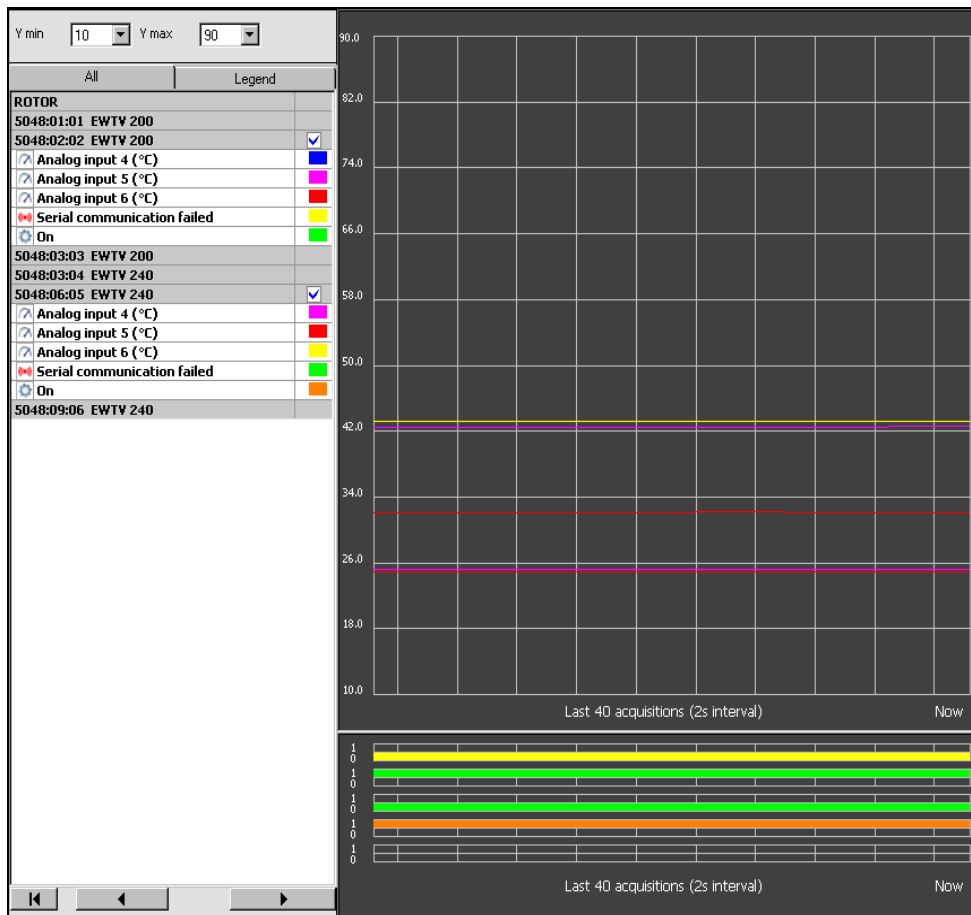 Y min 10 Y max 90
All Legend
ROTOR
5048:01:01 EWTV 200
5048:02:02 EWTV 200
Analog input 4 (°C)
Analog input 5 (°C)
Analog input 6 (°C)
Serial communication failed
On
5048:03:03 EWTV 200
5048:03:04 EWTV 240
5048:06:05 EWTV 240
Analog input 4 (°C)
Analog input 5 (°C)
Analog input 6 (°C)
Serial communication failed
On
5048:09:06 EWTV 240
90.0
82.0
74.0
66.0
58.0
50.0
42.0
34.0
26.0
18.0
10.0
Last 40 acquisitions (2s interval) Now
1
0
1
0
1
0
1
0
1
0
Last 40 acquisitions (2s interval) Now